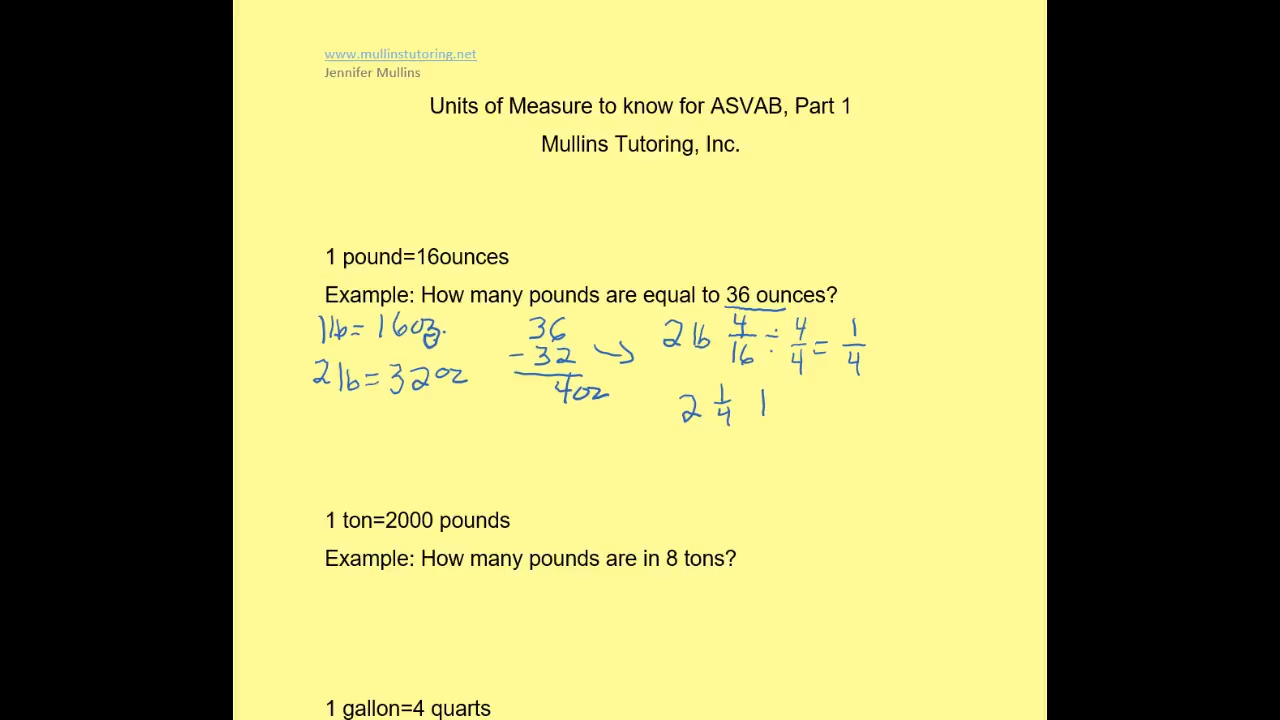 www.mullinstutoring.net
Jennifer Mullins
Units of Measure to know for ASVAB, Part 1
Mullins Tutoring, Inc.
1 pound=16ounces
Example: How many pounds are equal to 36 ounces?
1lb = 16oz.
2lb = 32oz
36
- 32
4oz
2 lb 4/16 ÷ 4/4 = 1/4
2 1/4 l
1 ton=2000 pounds
Example: How many pounds are in 8 tons?
1 gallon=4 quarts